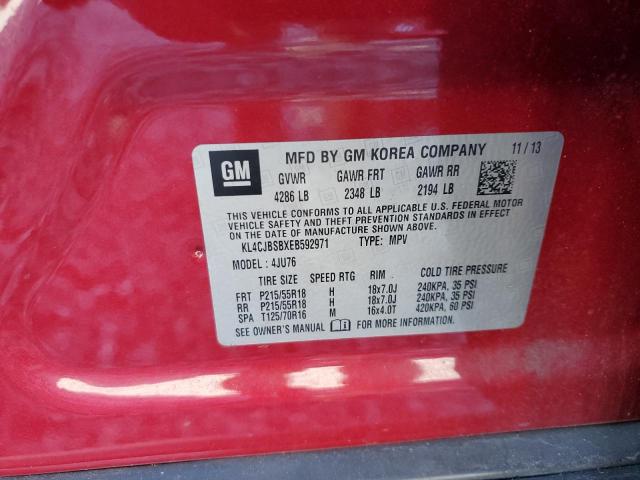 GM MFD BY GM KOREA COMPANY 11/13
GVWR GAWR FRT GAWR RR
4286 LB 2348 LB 2194 LB
THIS VEHICLE CONFORMS TO ALL APPLICABLE U.S. FEDERAL MOTOR
VEHICLE SAFETY AND THEFT PREVENTION STANDARDS IN EFFECT
ON THE DATE OF MANUFACTURE SHOWN ABOVE.
KL4CJBSBXEB592971 TYPE: MPV
MODEL : 4JU76
TIRE SIZE SPEED RTG RIM COLD TIRE PRESSURE
FRT P215/55R18 H 18x7.0J 240KPA, 35 PSI
RR P215/55R18 H 18x7.0J 240KPA, 35 PSI
SPA T125/70R16 M 16x4.0T 420KPA, 60 PSI
SEE OWNER'S MANUAL FOR MORE INFORMATION.